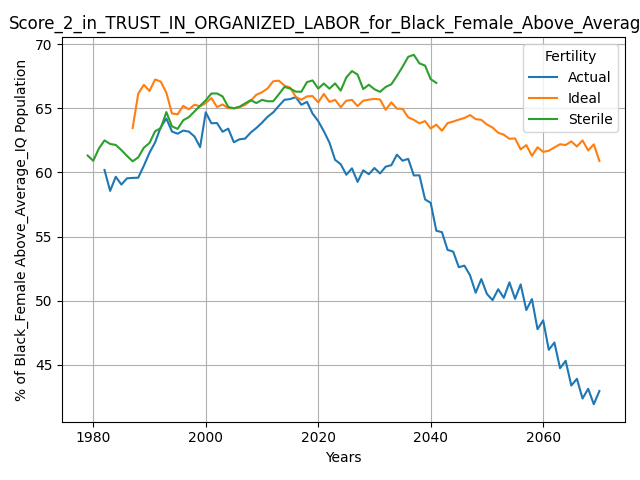 Score_2_in_TRUST_IN_ORGANIZED_LABOR_for_Black_Female_Above_Averag
% of Black_Female Above_Average_IQ Population
70
65
60
55
50
45
Fertility
Actual
Ideal
Sterile
1980
2000
2020
2040
2060
Years